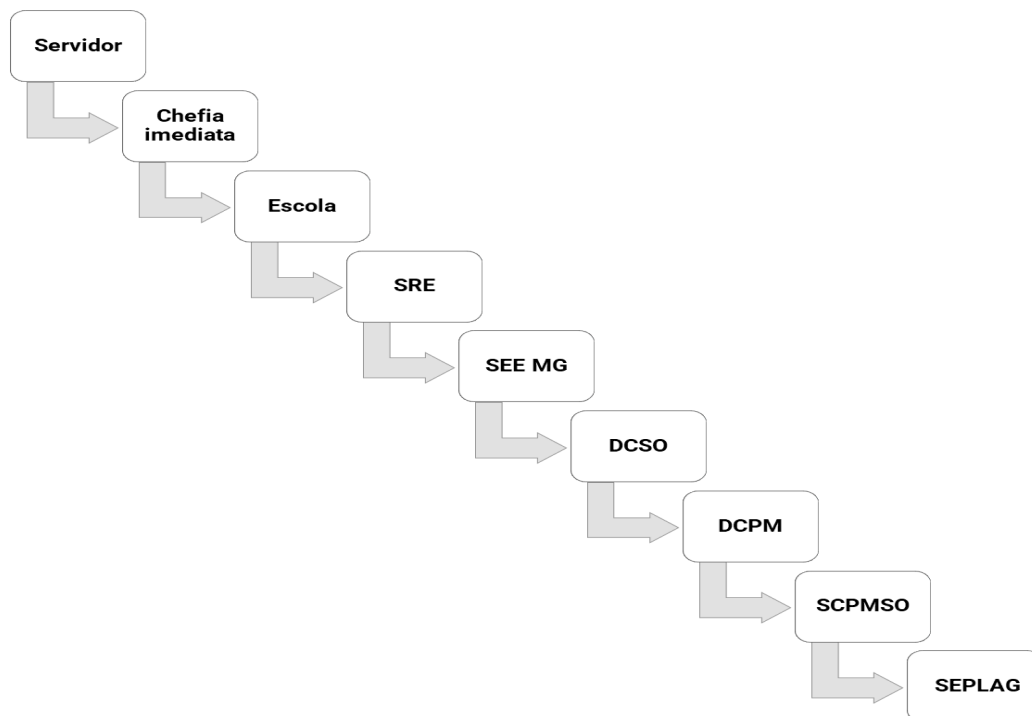 Servidor
Chefia
imediata
Escola
SRE
SEE MG
DCSO
DCPM
SCPMSO
SEPLAG